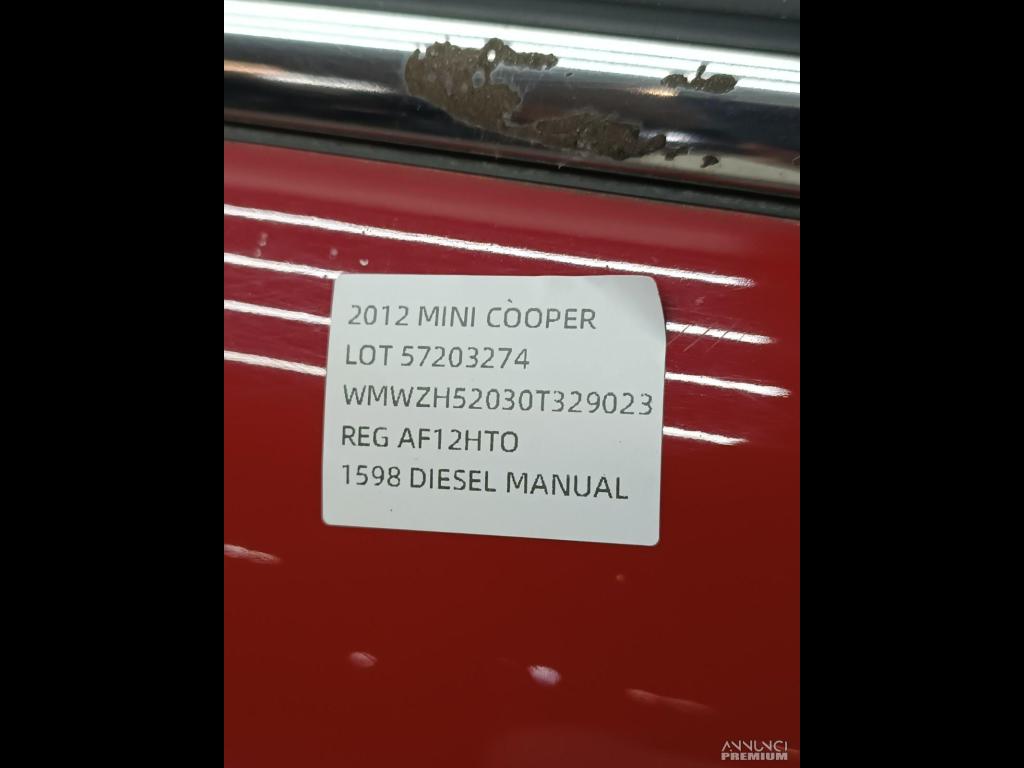 2012 MINI COOPER
LOT 57203274
WMWZH52030T329023
REG AF12HTO
1598 DIESEL MANUAL
ANNUNCI
PREMIUM